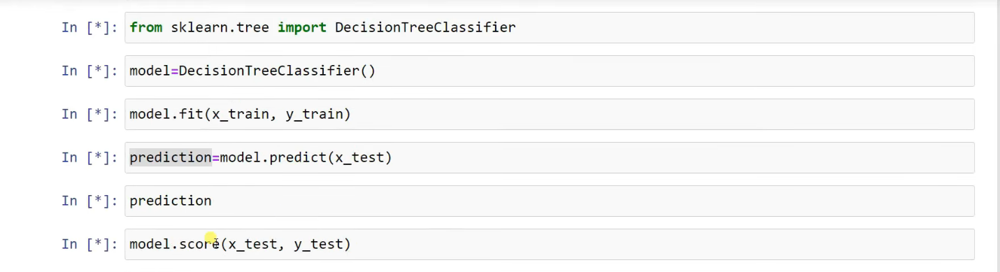 In [*]: from sklearn.tree import DecisionTreeClassifier
In [*]: model=DecisionTreeClassifier()
In [*]: model.fit(x_train, y_train)
In [*]: prediction=model.predict(x_test)
In [*]: prediction
In [*]: model.score(x_test, y_test)